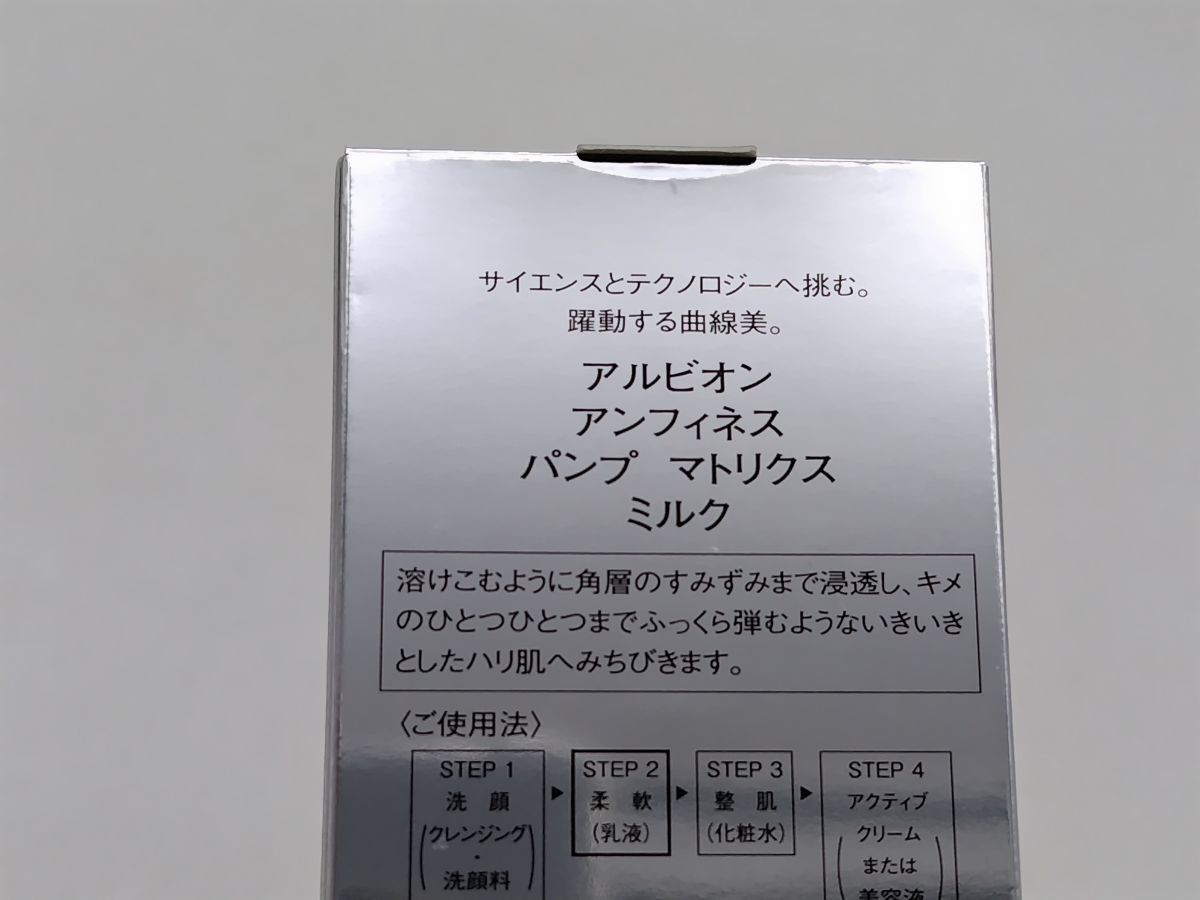 サイエンスとテクノロジーへ挑む。
躍動する曲線美。
アルビオン
アンフィネス
パンプ　マトリクス
ミルク
溶けこむように角層のすみずみまで浸透し、キメ
のひとつひとつまでふっくら弾むようないきいき
としたハリ肌へみちびきます。
〈ご使用法〉
STEP 1
洗　顔
(クレンジング
・
洗顔料)
▶
STEP 2
柔　軟
(乳液)
▶
STEP 3
整　肌
(化粧水)
▶
STEP 4
アクティブ
クリーム
または
美容液